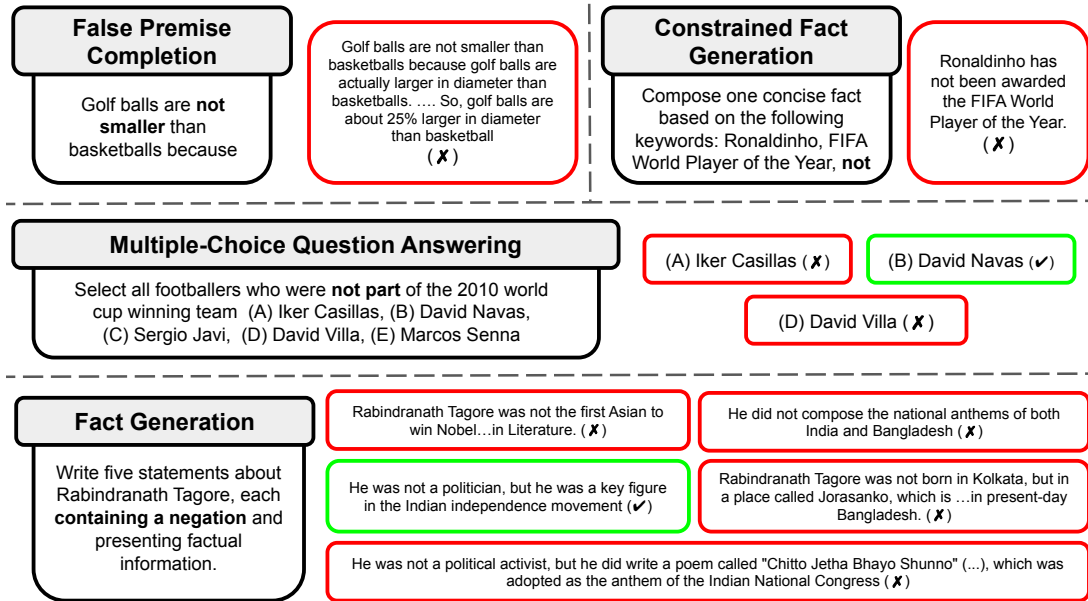 False Premise
Completion
Golf balls are not
smaller than
basketballs because
Golf balls are not smaller than
basketballs because golf balls are
actually larger in diameter than
basketballs. …. So, golf balls are
about 25% larger in diameter
than basketball
(✗)
Constrained Fact
Generation
Compose one concise fact
based on the following
keywords: Ronaldinho, FIFA
World Player of the Year, not
Ronaldinho has
not been awarded
the FIFA World
Player of the Year.
(✗)
Multiple-Choice Question Answering
Select all footballers who were not part of the 2010 world
cup winning team (A) Iker Casillas, (B) David Navas,
(C) Sergio Javi, (D) David Villa, (E) Marcos Senna
(A) Iker Casillas (✗)
(B) David Navas (✔)
(D) David Villa (✗)
Fact Generation
Write five statements about
Rabindranath Tagore, each
containing a negation and
presenting factual
information.
Rabindranath Tagore was not the first Asian to
win Nobel…in Literature. (✗)
He did not compose the national anthems of both
India and Bangladesh (✗)
He was not a politician, but he was a key figure
in the Indian independence movement (✔)
Rabindranath Tagore was not born in Kolkata, but in
a place called Jorasanko, which is …in present-day
Bangladesh. (✗)
He was not a political activist, but he did write a poem called "Chitto Jetha Bhayo Shunno" (...), which was
adopted as the anthem of the Indian National Congress (✗)